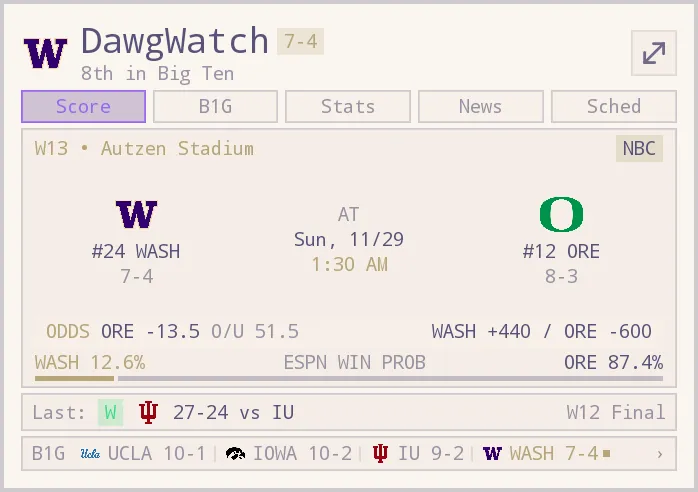 W DawgWatch 7-4
8th in Big Ten
Score B1G Stats News Sched
W13 • Autzen Stadium NBC
W AT O
#24 WASH Sun, 11/29 #12 ORE
7-4 1:30 AM 8-3
ODDS ORE -13.5 O/U 51.5 WASH +440 / ORE -600
WASH 12.6% ESPN WIN PROB ORE 87.4%
Last: W 27-24 vs IU W12 Final
B1G Ucla UCLA 10-1 IOWA 10-2 IU 9-2 W WASH 7-4